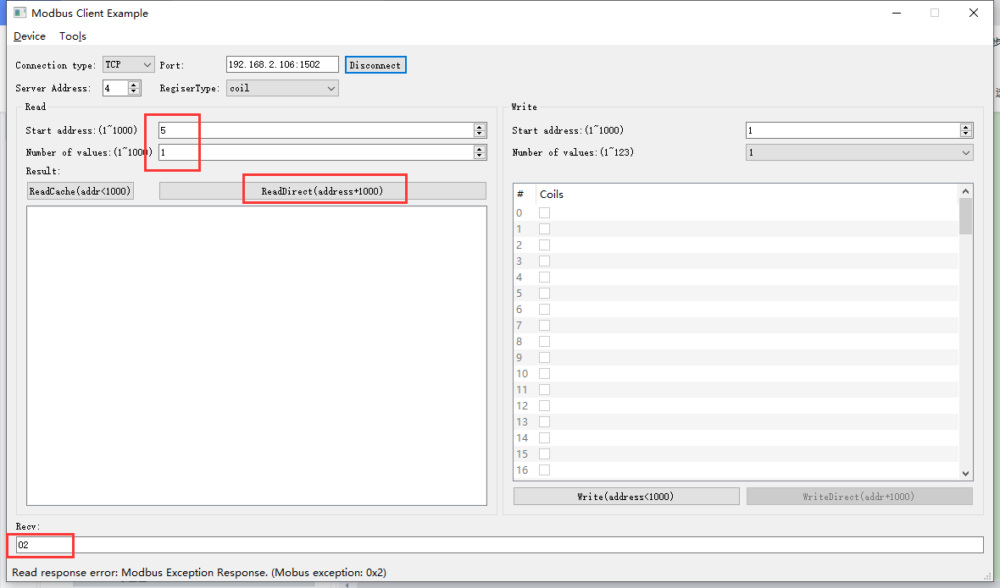 Modbus Client Example
Device Tools
Connection type: TCP Port: 192.168.2.106:1502 Disconnect
Server Address: 4 RegiserType: coil
Read
Start address:(1~1000) 5
Number of values:(1~1000) 1
Result:
ReadCache(addr<1000) ReadDirect(address+1000)
Write
Start address:(1~1000) 1
Number of values:(1~123) 1
# Coils
0
1
2
3
4
5
6
7
8
9
10
11
12
13
14
15
16
Write(address<1000) WriteDirect(addr+1000)
Recv:
02
Read response error: Modbus Exception Response. (Mobus exception: 0x2)